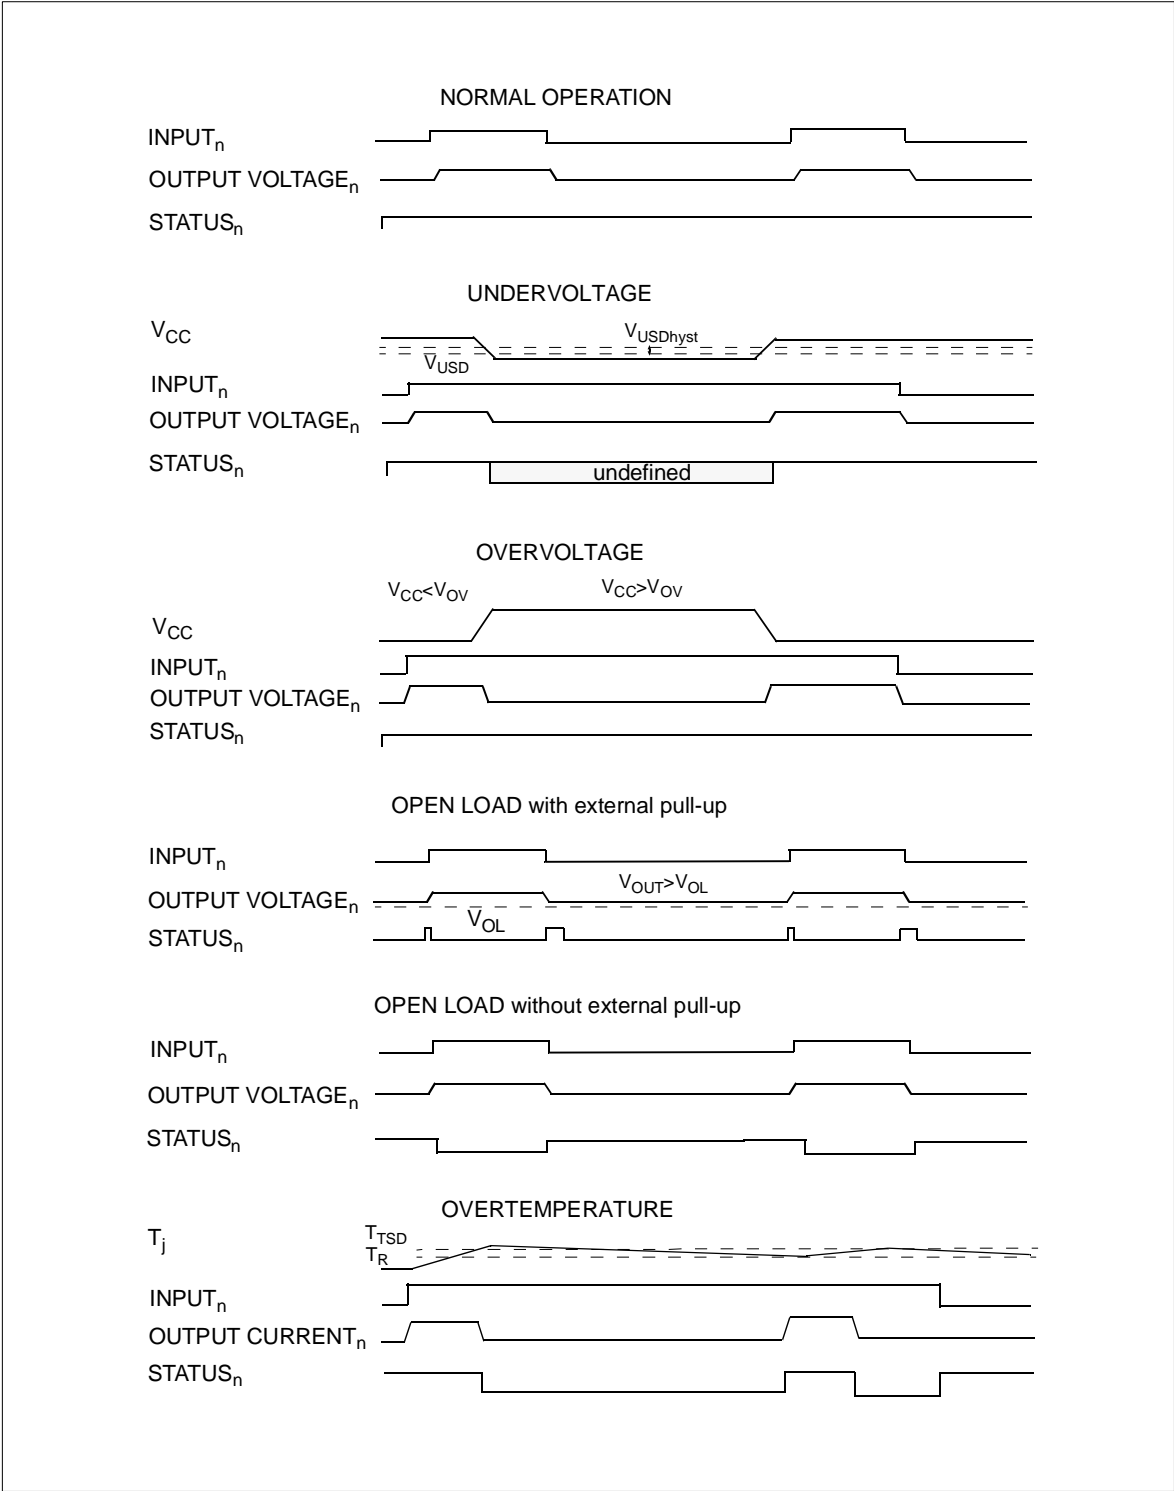 NORMAL OPERATION
INPUTn
OUTPUT VOLTAGEn
STATUSn
UNDERVOLTAGE
VCC
VUSDhyst
VUSD
INPUTn
OUTPUT VOLTAGEn
STATUSn
undefined
OVERVOLTAGE
VCC<VOV
VCC>VOV
VCC
INPUTn
OUTPUT VOLTAGEn
STATUSn
OPEN LOAD with external pull-up
INPUTn
VOUT>VOL
OUTPUT VOLTAGEn
VOL
STATUSn
OPEN LOAD without external pull-up
INPUTn
OUTPUT VOLTAGEn
STATUSn
OVERTEMPERATURE
Tj
TTSD
TR
INPUTn
OUTPUT CURRENTn
STATUSn